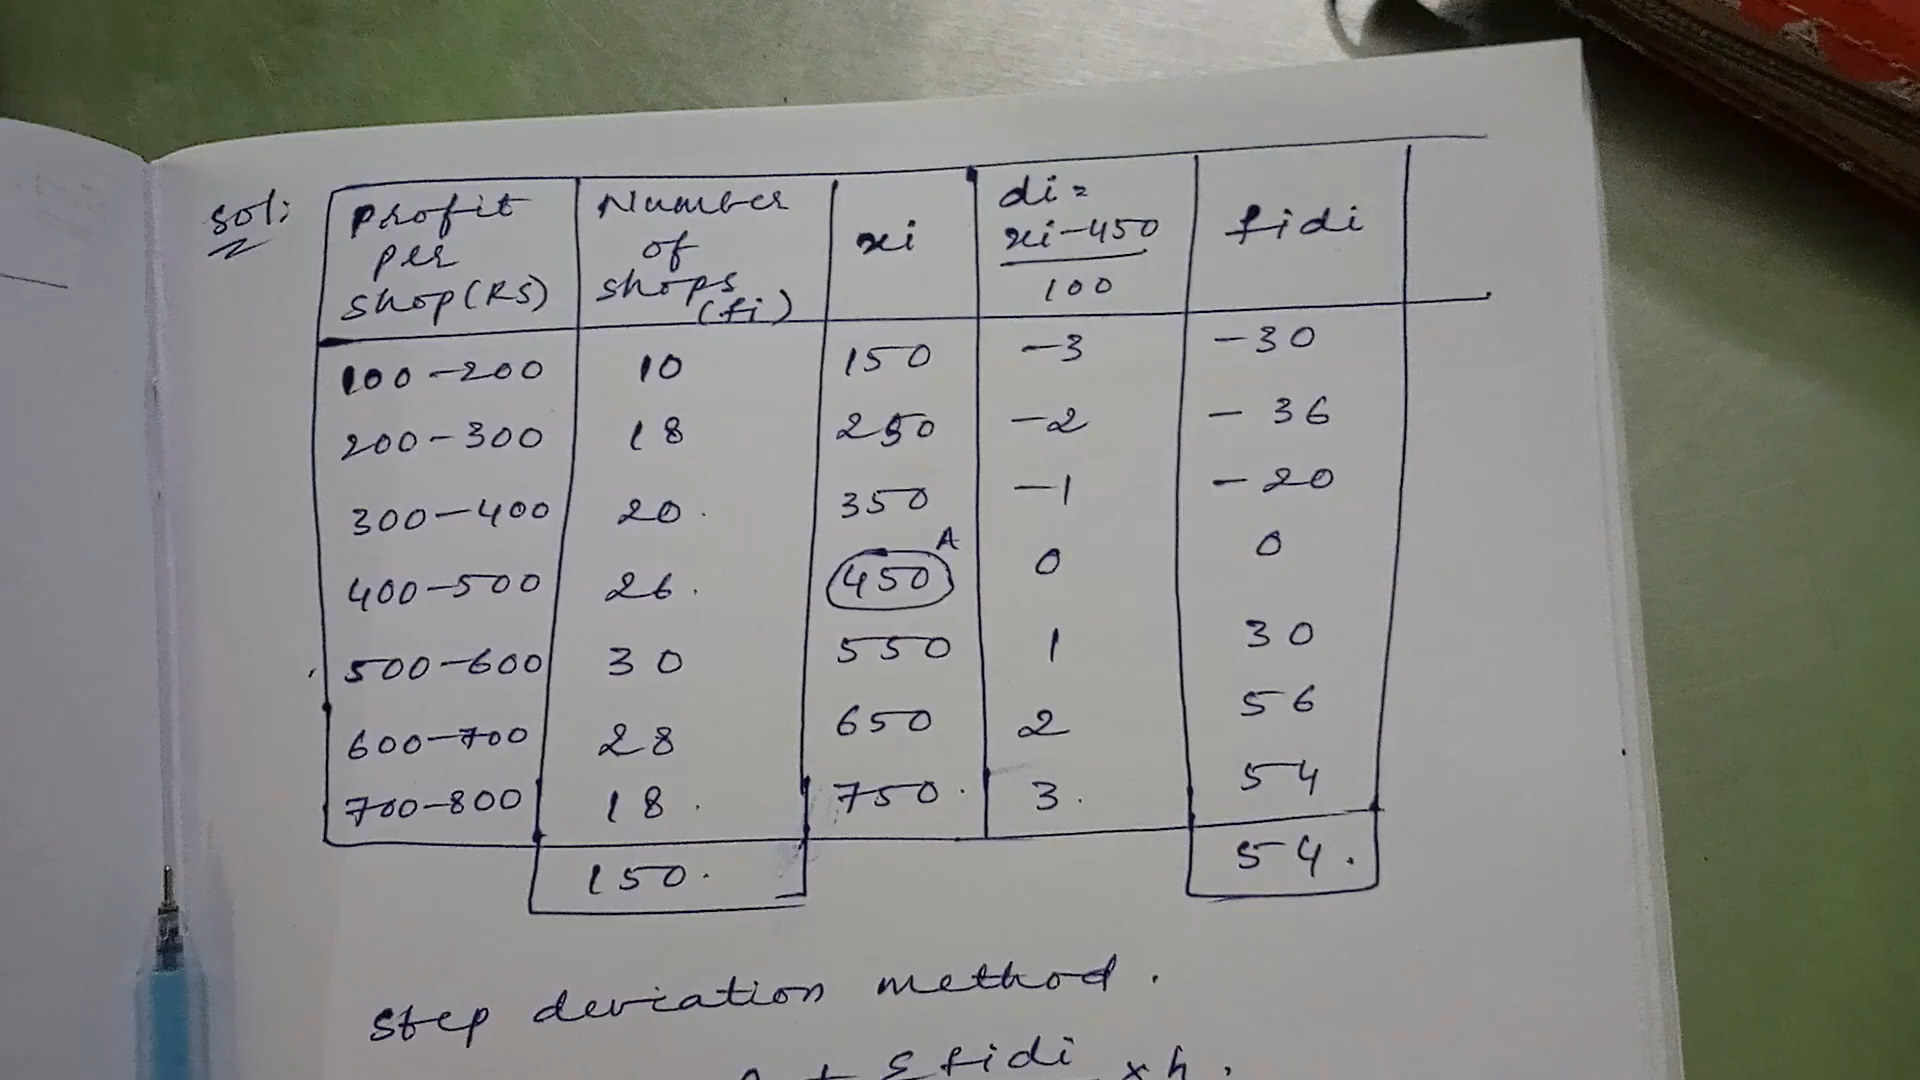 Sol:
Profit per shop (Rs) Number of shops (fi) xi di = xi-450 / 100 fidi
100-200 10 150 -3 -30
200-300 18 250 -2 -36
300-400 20. 350 -1 -20
400-500 26. 450 A 0 0
500-600 30 550 1 30
600-700 28 650 2 56
700-800 18. 750. 3. 54
150. 54.
Step deviation method.
Σfidi × h.